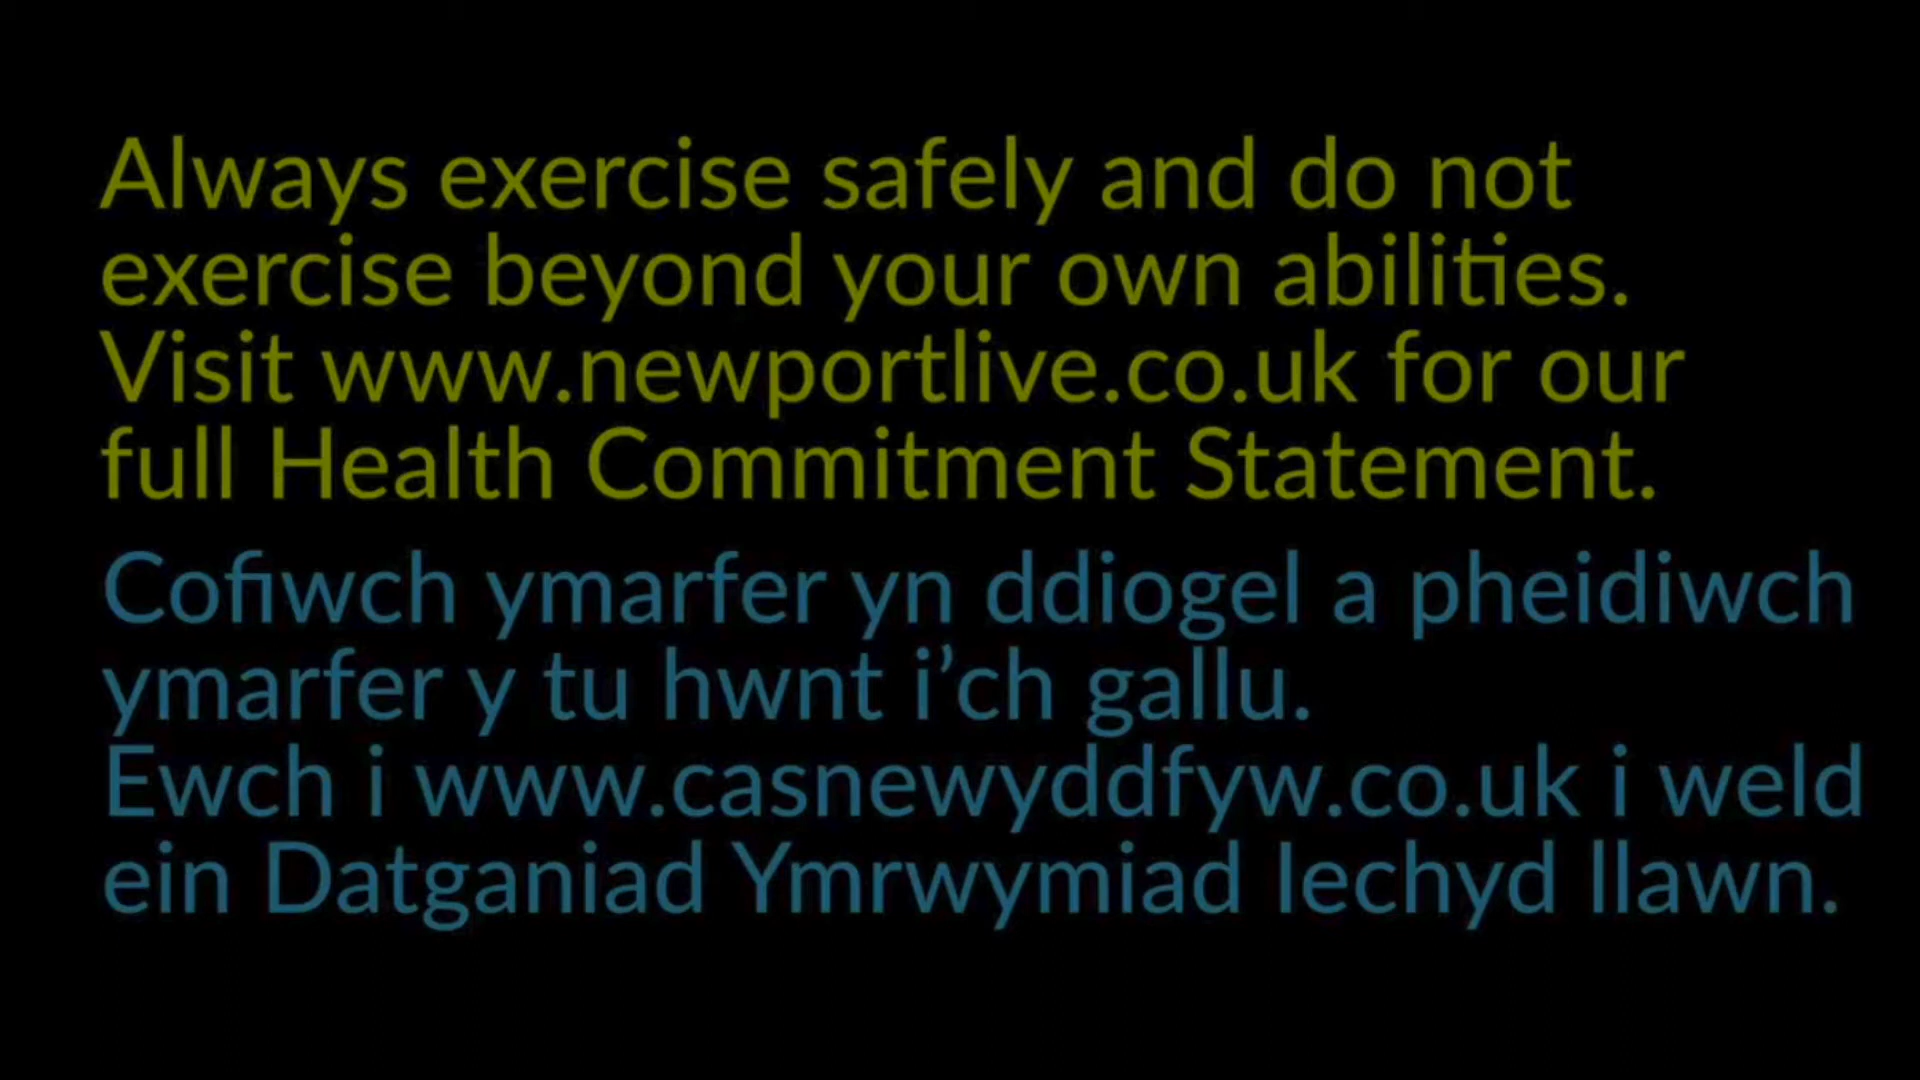 Always exercise safely and do not
exercise beyond your own abilities.
Visit www.newportlive.co.uk for our
full Health Commitment Statement.
Cofiwch ymarfer yn ddiogel a pheidiwch
ymarfer y tu hwnt i’ch gallu.
Ewch i www.casnewyddfyw.co.uk i weld
ein Datganiad Ymrwymiad Iechyd llawn.